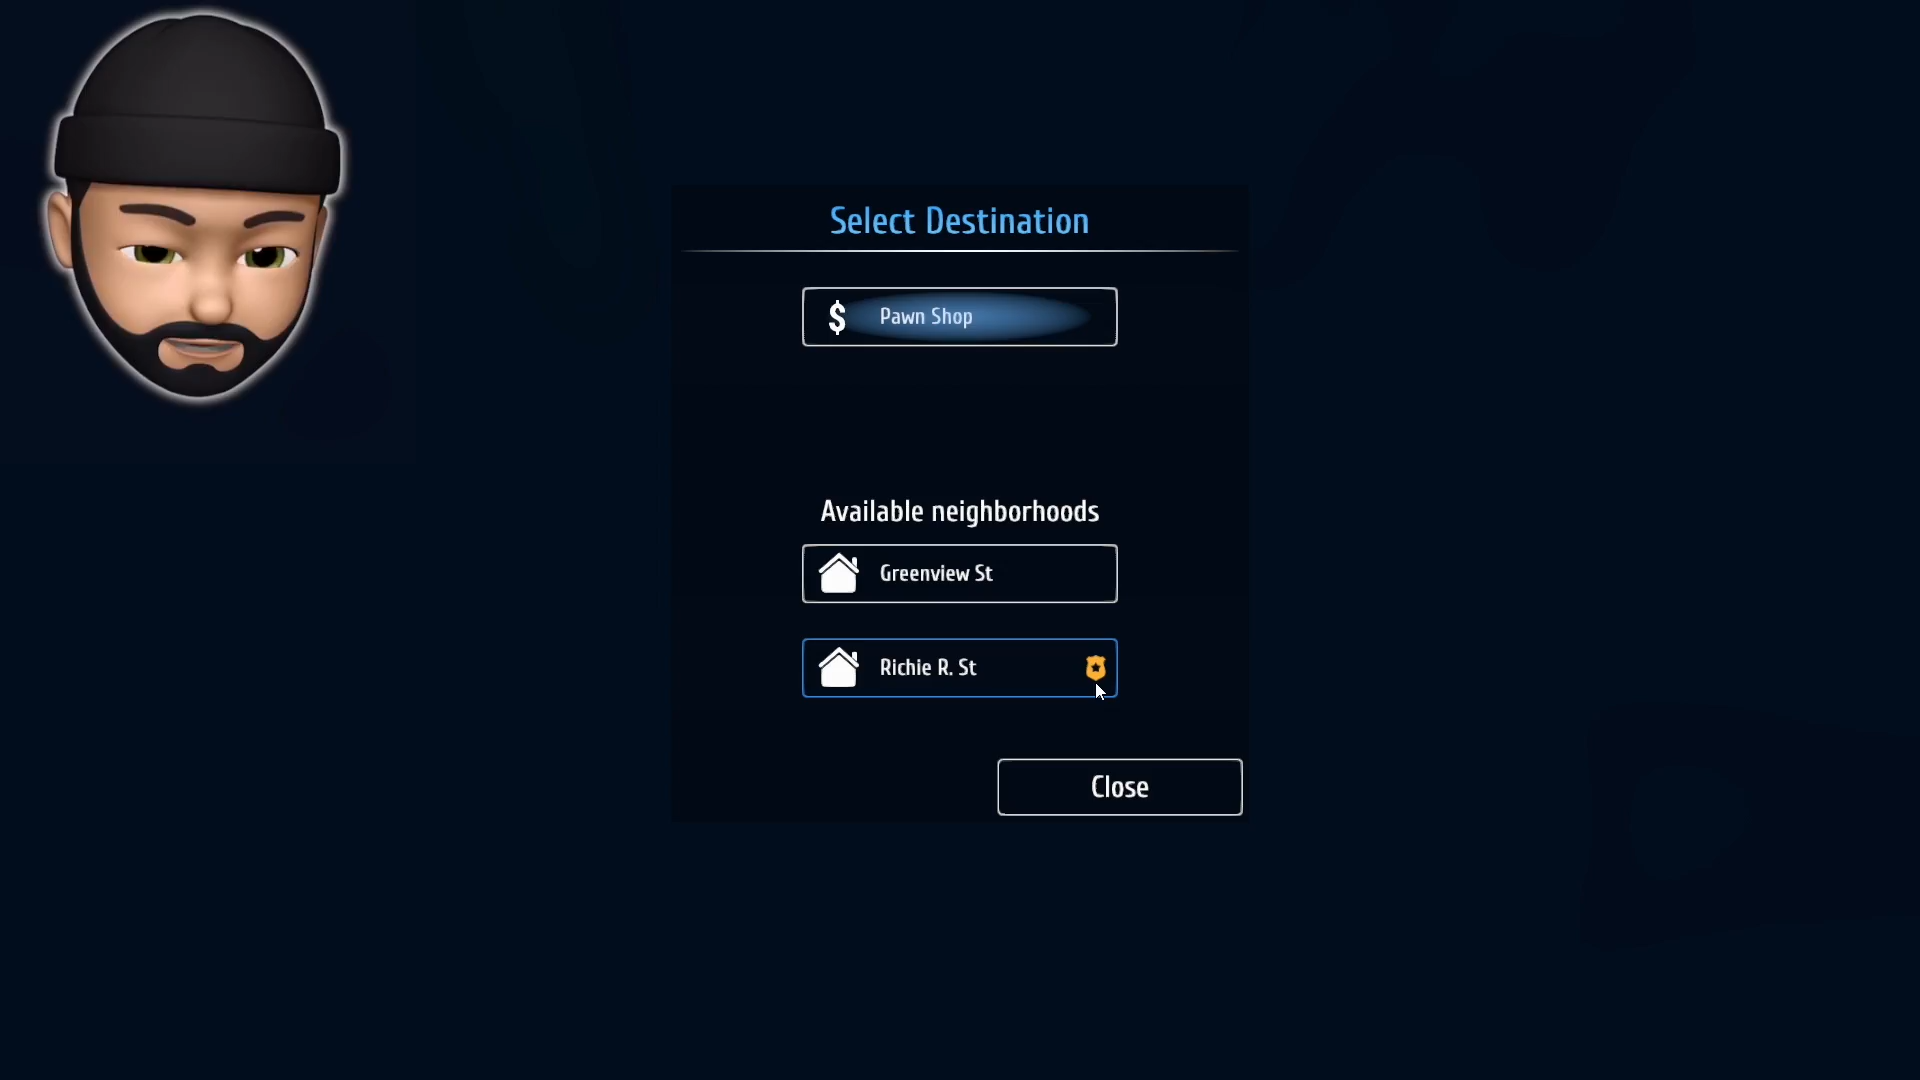 Select Destination
$ Pawn Shop
Available neighborhoods
Greenview St
Richie R. St
Close